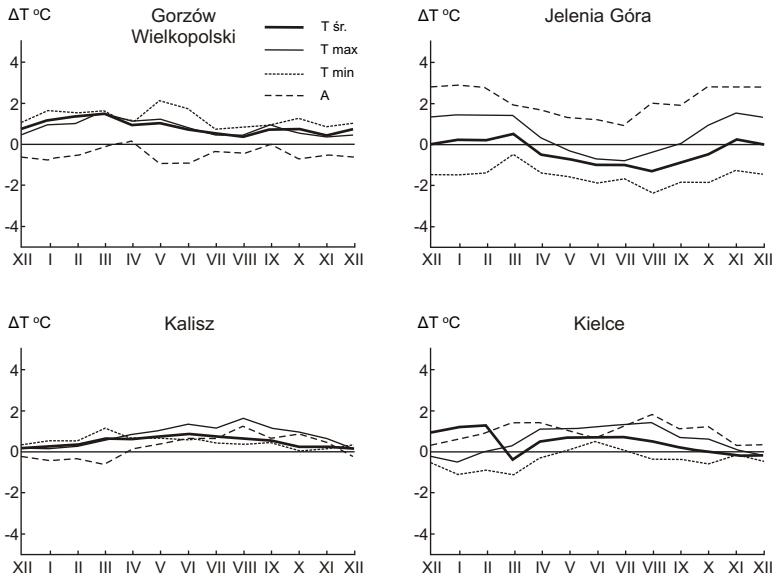 ΔT °C
Gorzów
Wielkopolski
T śr.
T max
T min
A
4
2
0
-2
-4
XII I II III IV V VI VII VIII IX X XI XII
Jelenia Góra
4
2
0
-2
-4
XII I II III IV V VI VII VIII IX X XI XII
ΔT °C
Kalisz
4
2
0
-2
-4
XII I II III IV V VI VII VIII IX X XI XII
ΔT °C
Kielce
4
2
0
-2
-4
XII I II III IV V VI VII VIII IX X XI XII